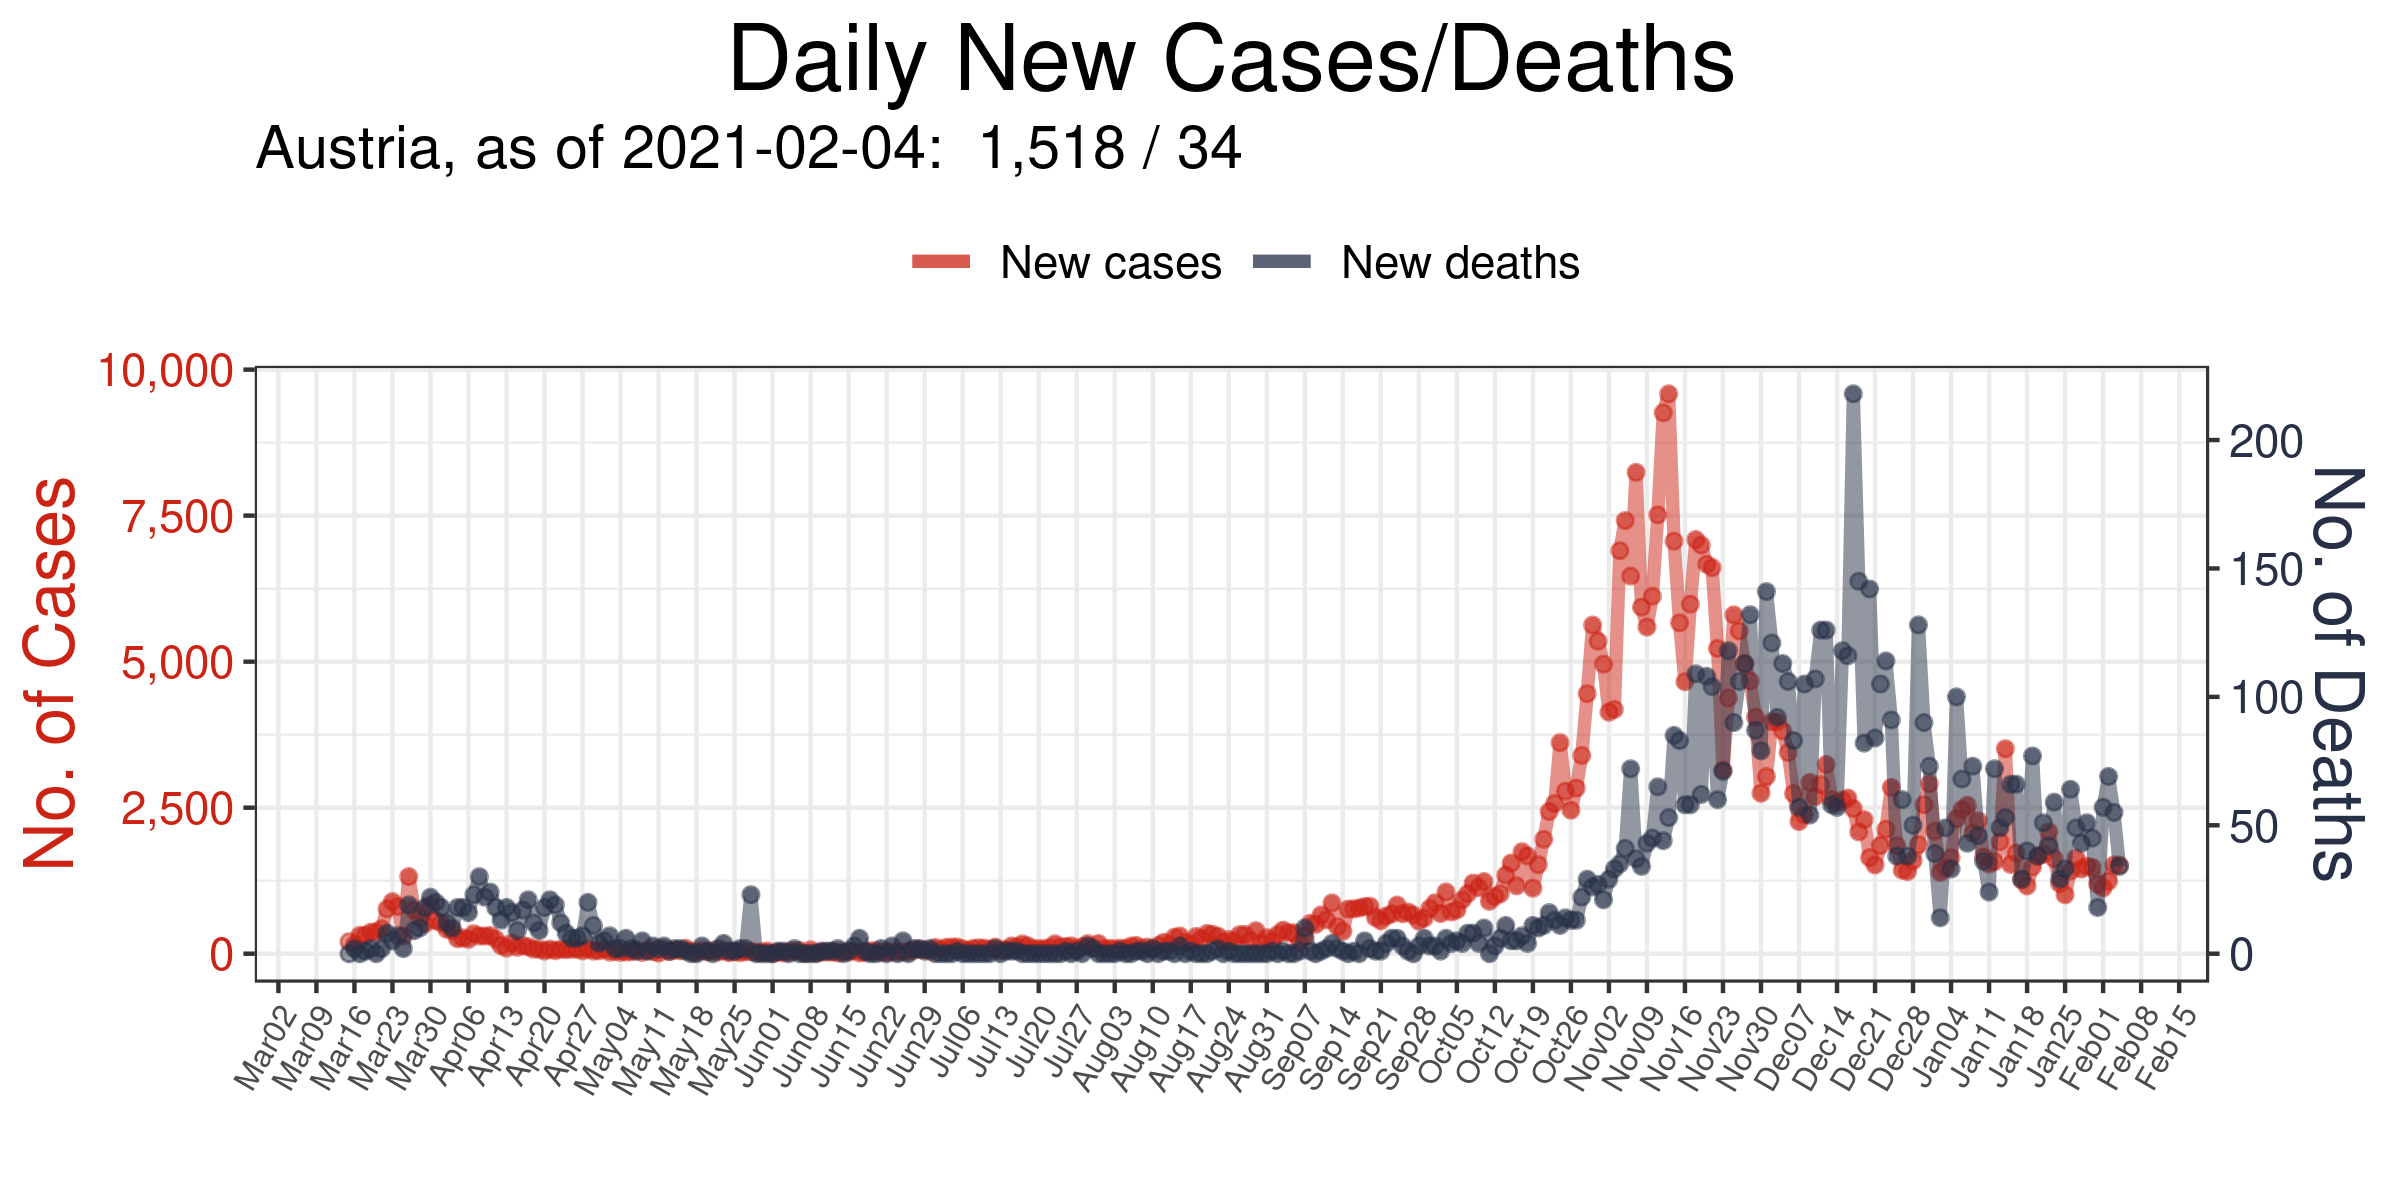 Daily New Cases/Deaths
Austria, as of 2021-02-04:  1,518 / 34
New cases
New deaths
No. of Cases
10,000
7,500
5,000
2,500
0
No. of Deaths
200
150
100
50
0
Mar02
Mar09
Mar16
Mar23
Mar30
Apr06
Apr13
Apr20
Apr27
May04
May11
May18
May25
Jun01
Jun08
Jun15
Jun22
Jun29
Jul06
Jul13
Jul20
Jul27
Aug03
Aug10
Aug17
Aug24
Aug31
Sep07
Sep14
Sep21
Sep28
Oct05
Oct12
Oct19
Oct26
Nov02
Nov09
Nov16
Nov23
Nov30
Dec07
Dec14
Dec21
Dec28
Jan04
Jan11
Jan18
Jan25
Feb01
Feb08
Feb15